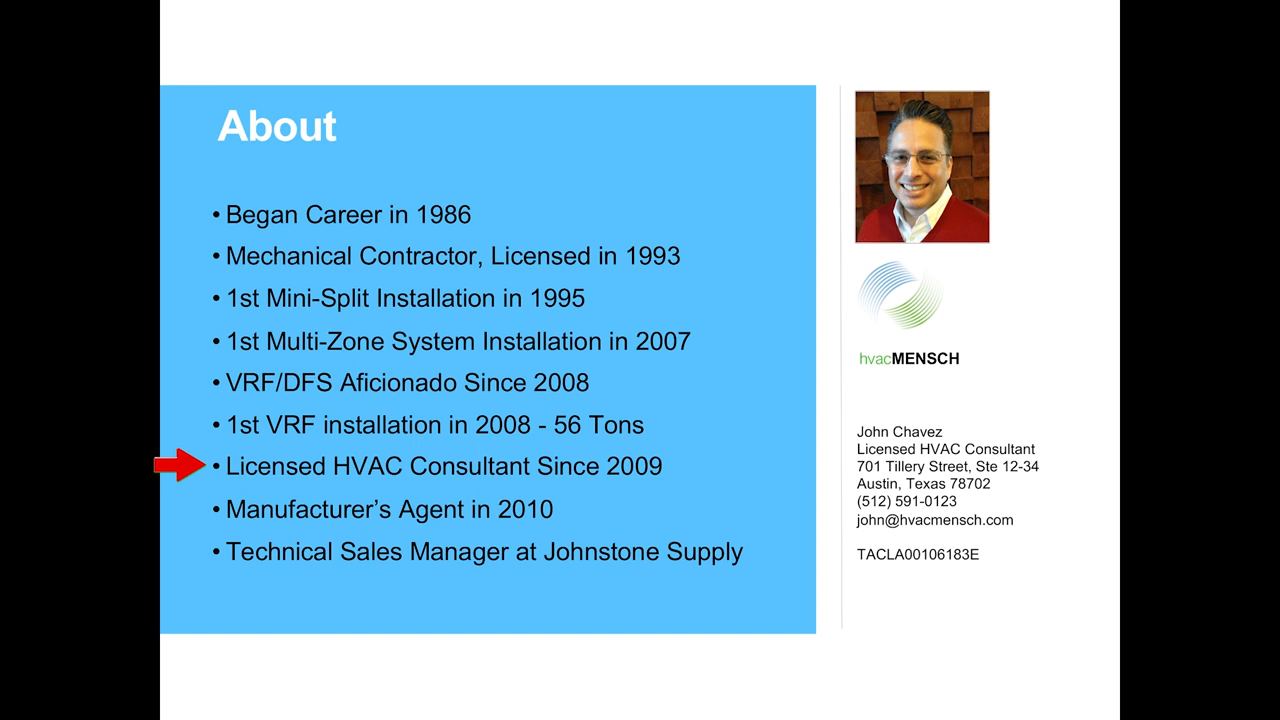 About
• Began Career in 1986
• Mechanical Contractor, Licensed in 1993
• 1st Mini-Split Installation in 1995
• 1st Multi-Zone System Installation in 2007
• VRF/DFS Aficionado Since 2008
• 1st VRF installation in 2008 - 56 Tons
• Licensed HVAC Consultant Since 2009
• Manufacturer’s Agent in 2010
• Technical Sales Manager at Johnstone Supply
hvacMENSCH
John Chavez
Licensed HVAC Consultant
701 Tillery Street, Ste 12-34
Austin, Texas 78702
(512) 591-0123
john@hvacmensch.com
TACLA00106183E